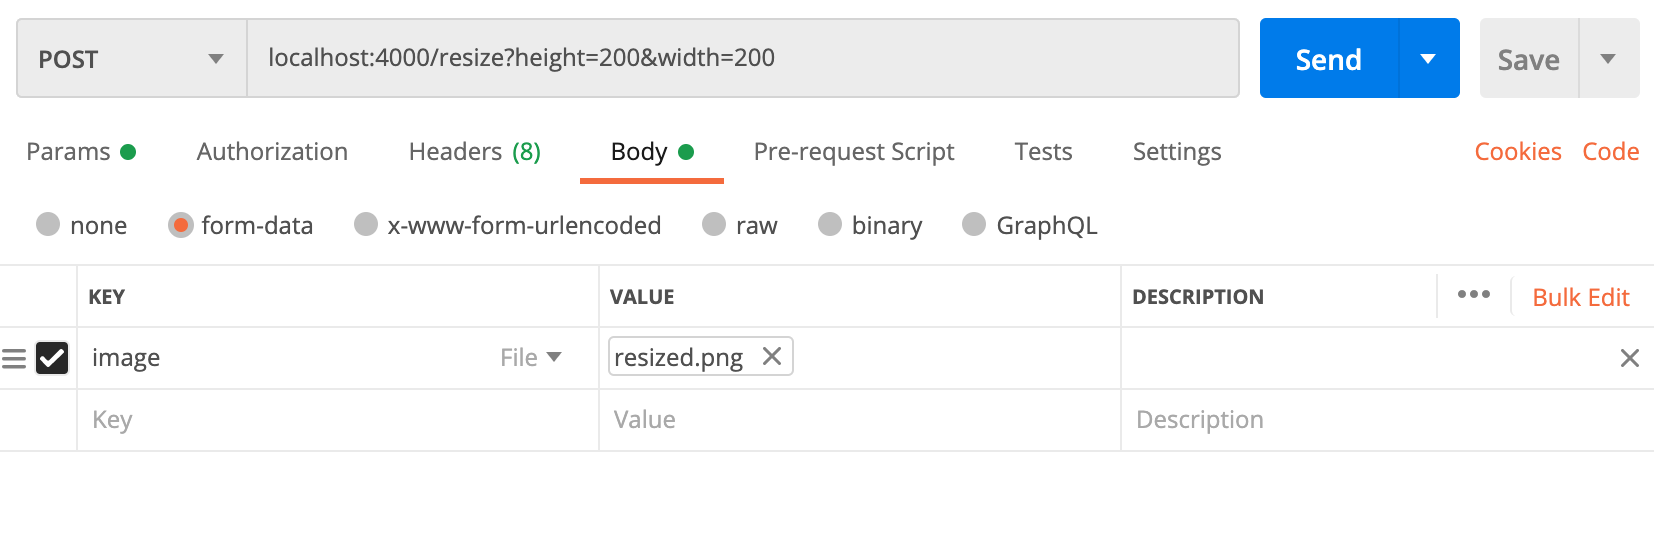 POST localhost:4000/resize?height=200&width=200 Send Save
Params Authorization Headers (8) Body Pre-request Script Tests Settings Cookies Code
none form-data x-www-form-urlencoded raw binary GraphQL
KEY VALUE DESCRIPTION ••• Bulk Edit
image File resized.png
Key Value Description